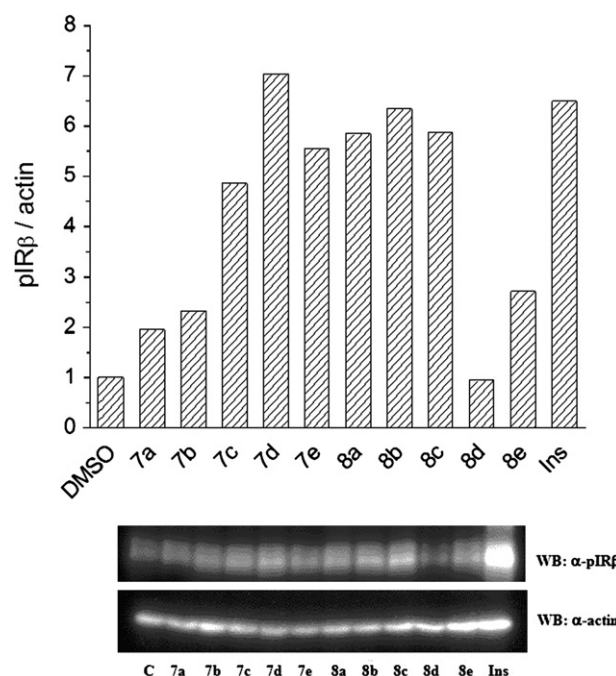 pIRβ / actin
8
7
6
5
4
3
2
1
0
DMSO 7a 7b 7c 7d 7e 8a 8b 8c 8d 8e Ins
WB: α-pIRβ
WB: α-actin
C 7a 7b 7c 7d 7e 8a 8b 8c 8d 8e Ins